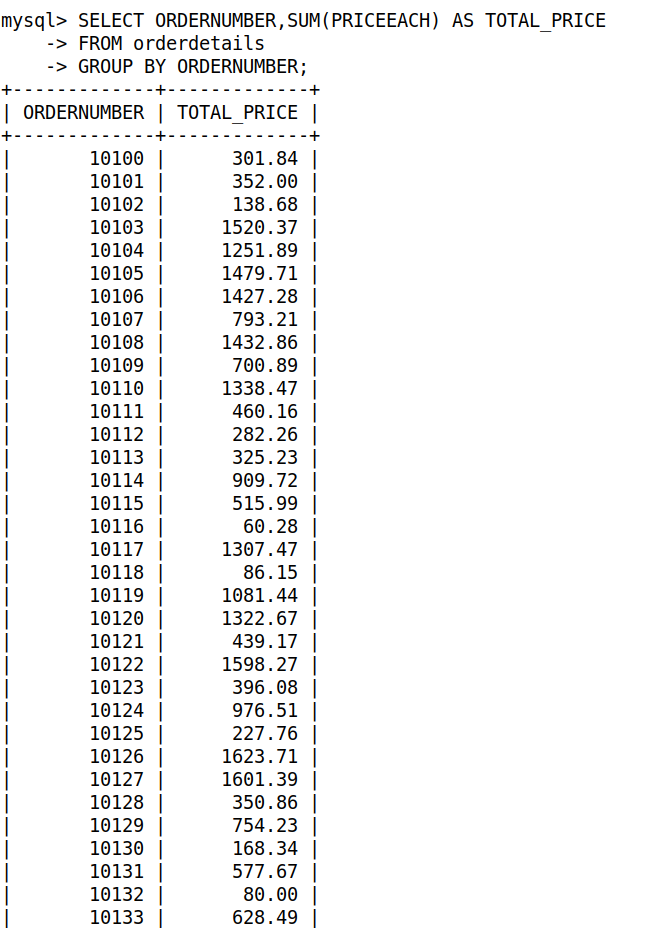 mysql> SELECT ORDERNUMBER,SUM(PRICEEACH) AS TOTAL_PRICE
    -> FROM orderdetails
    -> GROUP BY ORDERNUMBER;
+-------------+-------------+
| ORDERNUMBER | TOTAL_PRICE |
+-------------+-------------+
|       10100 |      301.84 |
|       10101 |      352.00 |
|       10102 |      138.68 |
|       10103 |     1520.37 |
|       10104 |     1251.89 |
|       10105 |     1479.71 |
|       10106 |     1427.28 |
|       10107 |      793.21 |
|       10108 |     1432.86 |
|       10109 |      700.89 |
|       10110 |     1338.47 |
|       10111 |      460.16 |
|       10112 |      282.26 |
|       10113 |      325.23 |
|       10114 |      909.72 |
|       10115 |      515.99 |
|       10116 |       60.28 |
|       10117 |     1307.47 |
|       10118 |       86.15 |
|       10119 |     1081.44 |
|       10120 |     1322.67 |
|       10121 |      439.17 |
|       10122 |     1598.27 |
|       10123 |      396.08 |
|       10124 |      976.51 |
|       10125 |      227.76 |
|       10126 |     1623.71 |
|       10127 |     1601.39 |
|       10128 |      350.86 |
|       10129 |      754.23 |
|       10130 |      168.34 |
|       10131 |      577.67 |
|       10132 |       80.00 |
|       10133 |      628.49 |